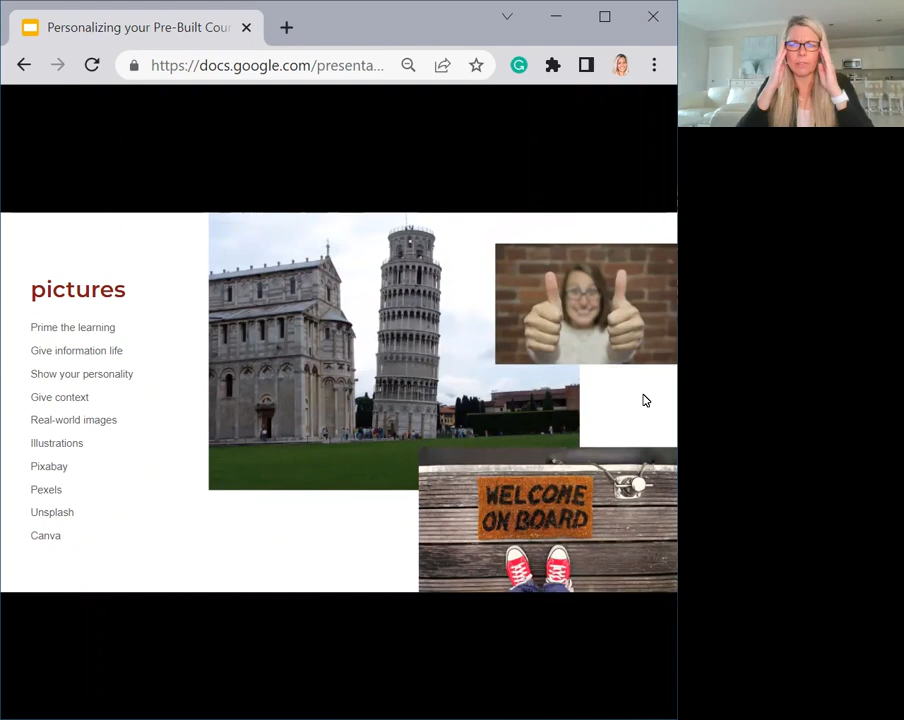 Personalizing your Pre-Built Cour
https://docs.google.com/presenta...
pictures
Prime the learning
Give information life
Show your personality
Give context
Real-world images
Illustrations
Pixabay
Pexels
Unsplash
Canva
WELCOME
ON BOARD